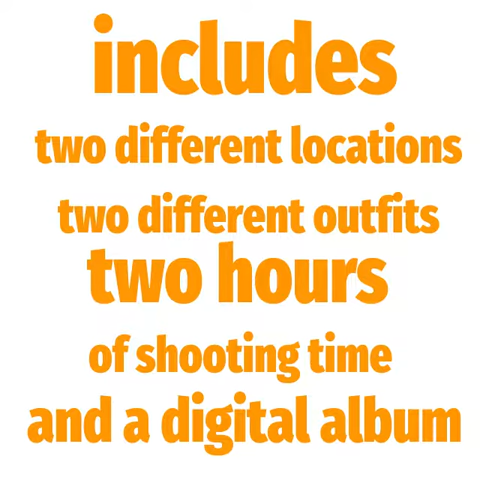 includes
two different locations
two different outfits
two hours
of shooting time
and a digital album